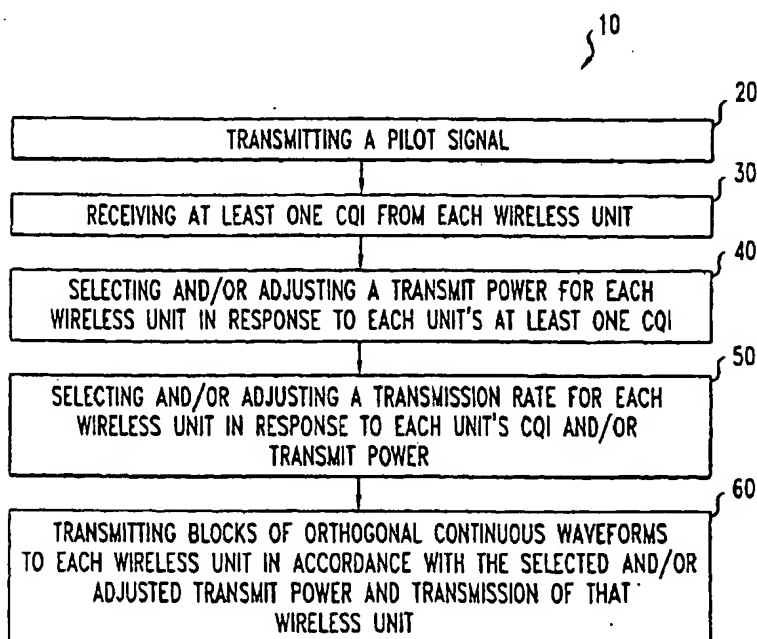 10
20
TRANSMITTING A PILOT SIGNAL
30
RECEIVING AT LEAST ONE CQI FROM EACH WIRELESS UNIT
40
SELECTING AND/OR ADJUSTING A TRANSMIT POWER FOR EACH
WIRELESS UNIT IN RESPONSE TO EACH UNIT'S AT LEAST ONE CQI
50
SELECTING AND/OR ADJUSTING A TRANSMISSION RATE FOR EACH
WIRELESS UNIT IN RESPONSE TO EACH UNIT'S CQI AND/OR
TRANSMIT POWER
60
TRANSMITTING BLOCKS OF ORTHOGONAL CONTINUOUS WAVEFORMS
TO EACH WIRELESS UNIT IN ACCORDANCE WITH THE SELECTED AND/OR
ADJUSTED TRANSMIT POWER AND TRANSMISSION OF THAT
WIRELESS UNIT